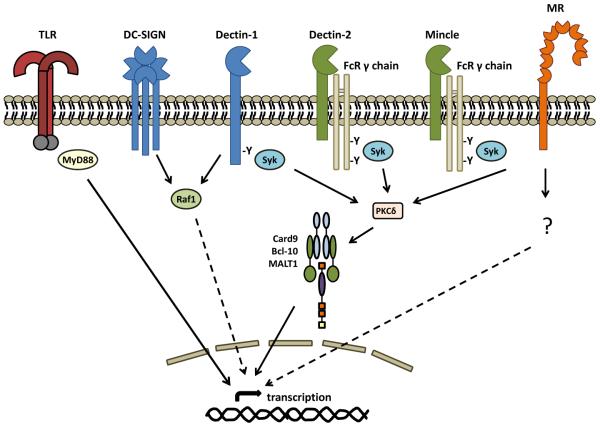 TLR
DC-SIGN
Dectin-1
Dectin-2
Mincle
MR
FcR γ chain
FcR γ chain
-Y
-Y
-Y
-Y
-Y
MyD88
Syk
Syk
Syk
Raf1
PKCδ
?
Card9
Bcl-10
MALT1
transcription